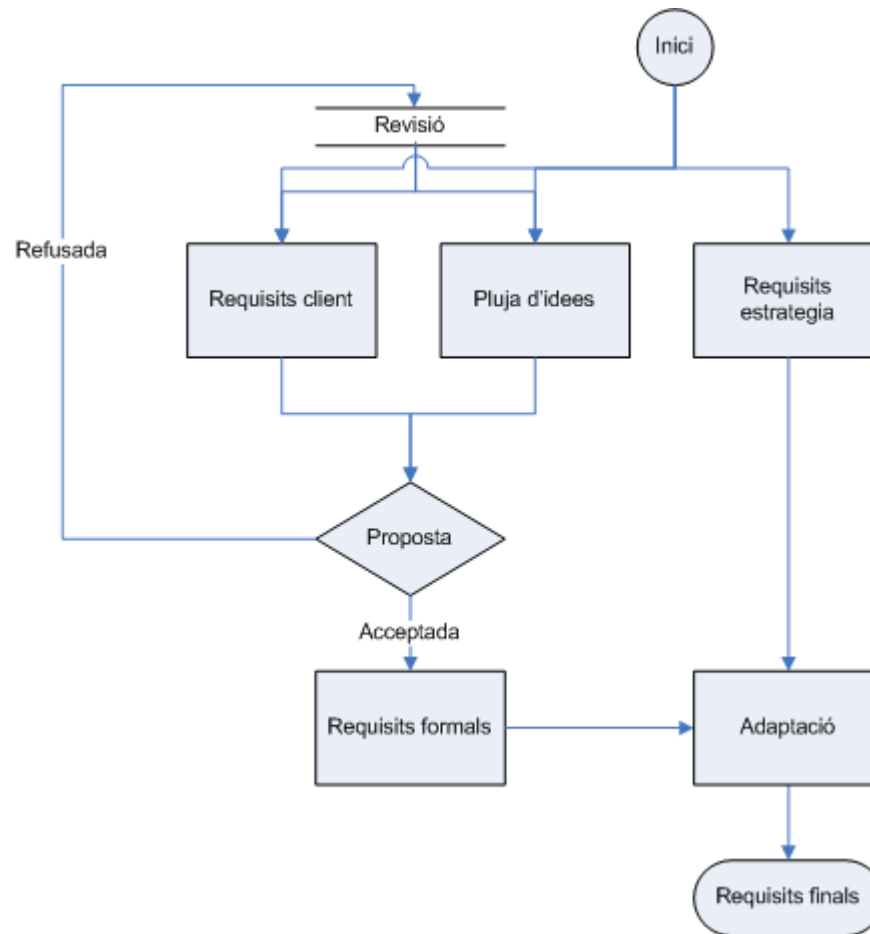 Inici
Revisió
Refusada
Requisits client
Pluja d'idees
Requisits
estrategia
Proposta
Acceptada
Requisits formals
Adaptació
Requisits finals